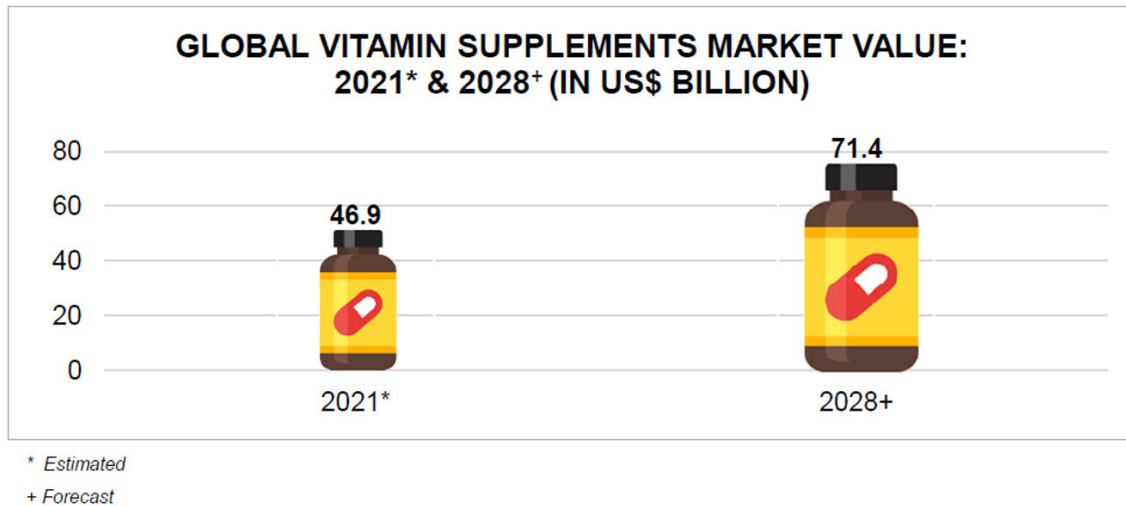 GLOBAL VITAMIN SUPPLEMENTS MARKET VALUE:
2021* & 2028⁺ (IN US$ BILLION)
80
71.4
60
46.9
40
20
0
2021*
2028+
* Estimated
+ Forecast